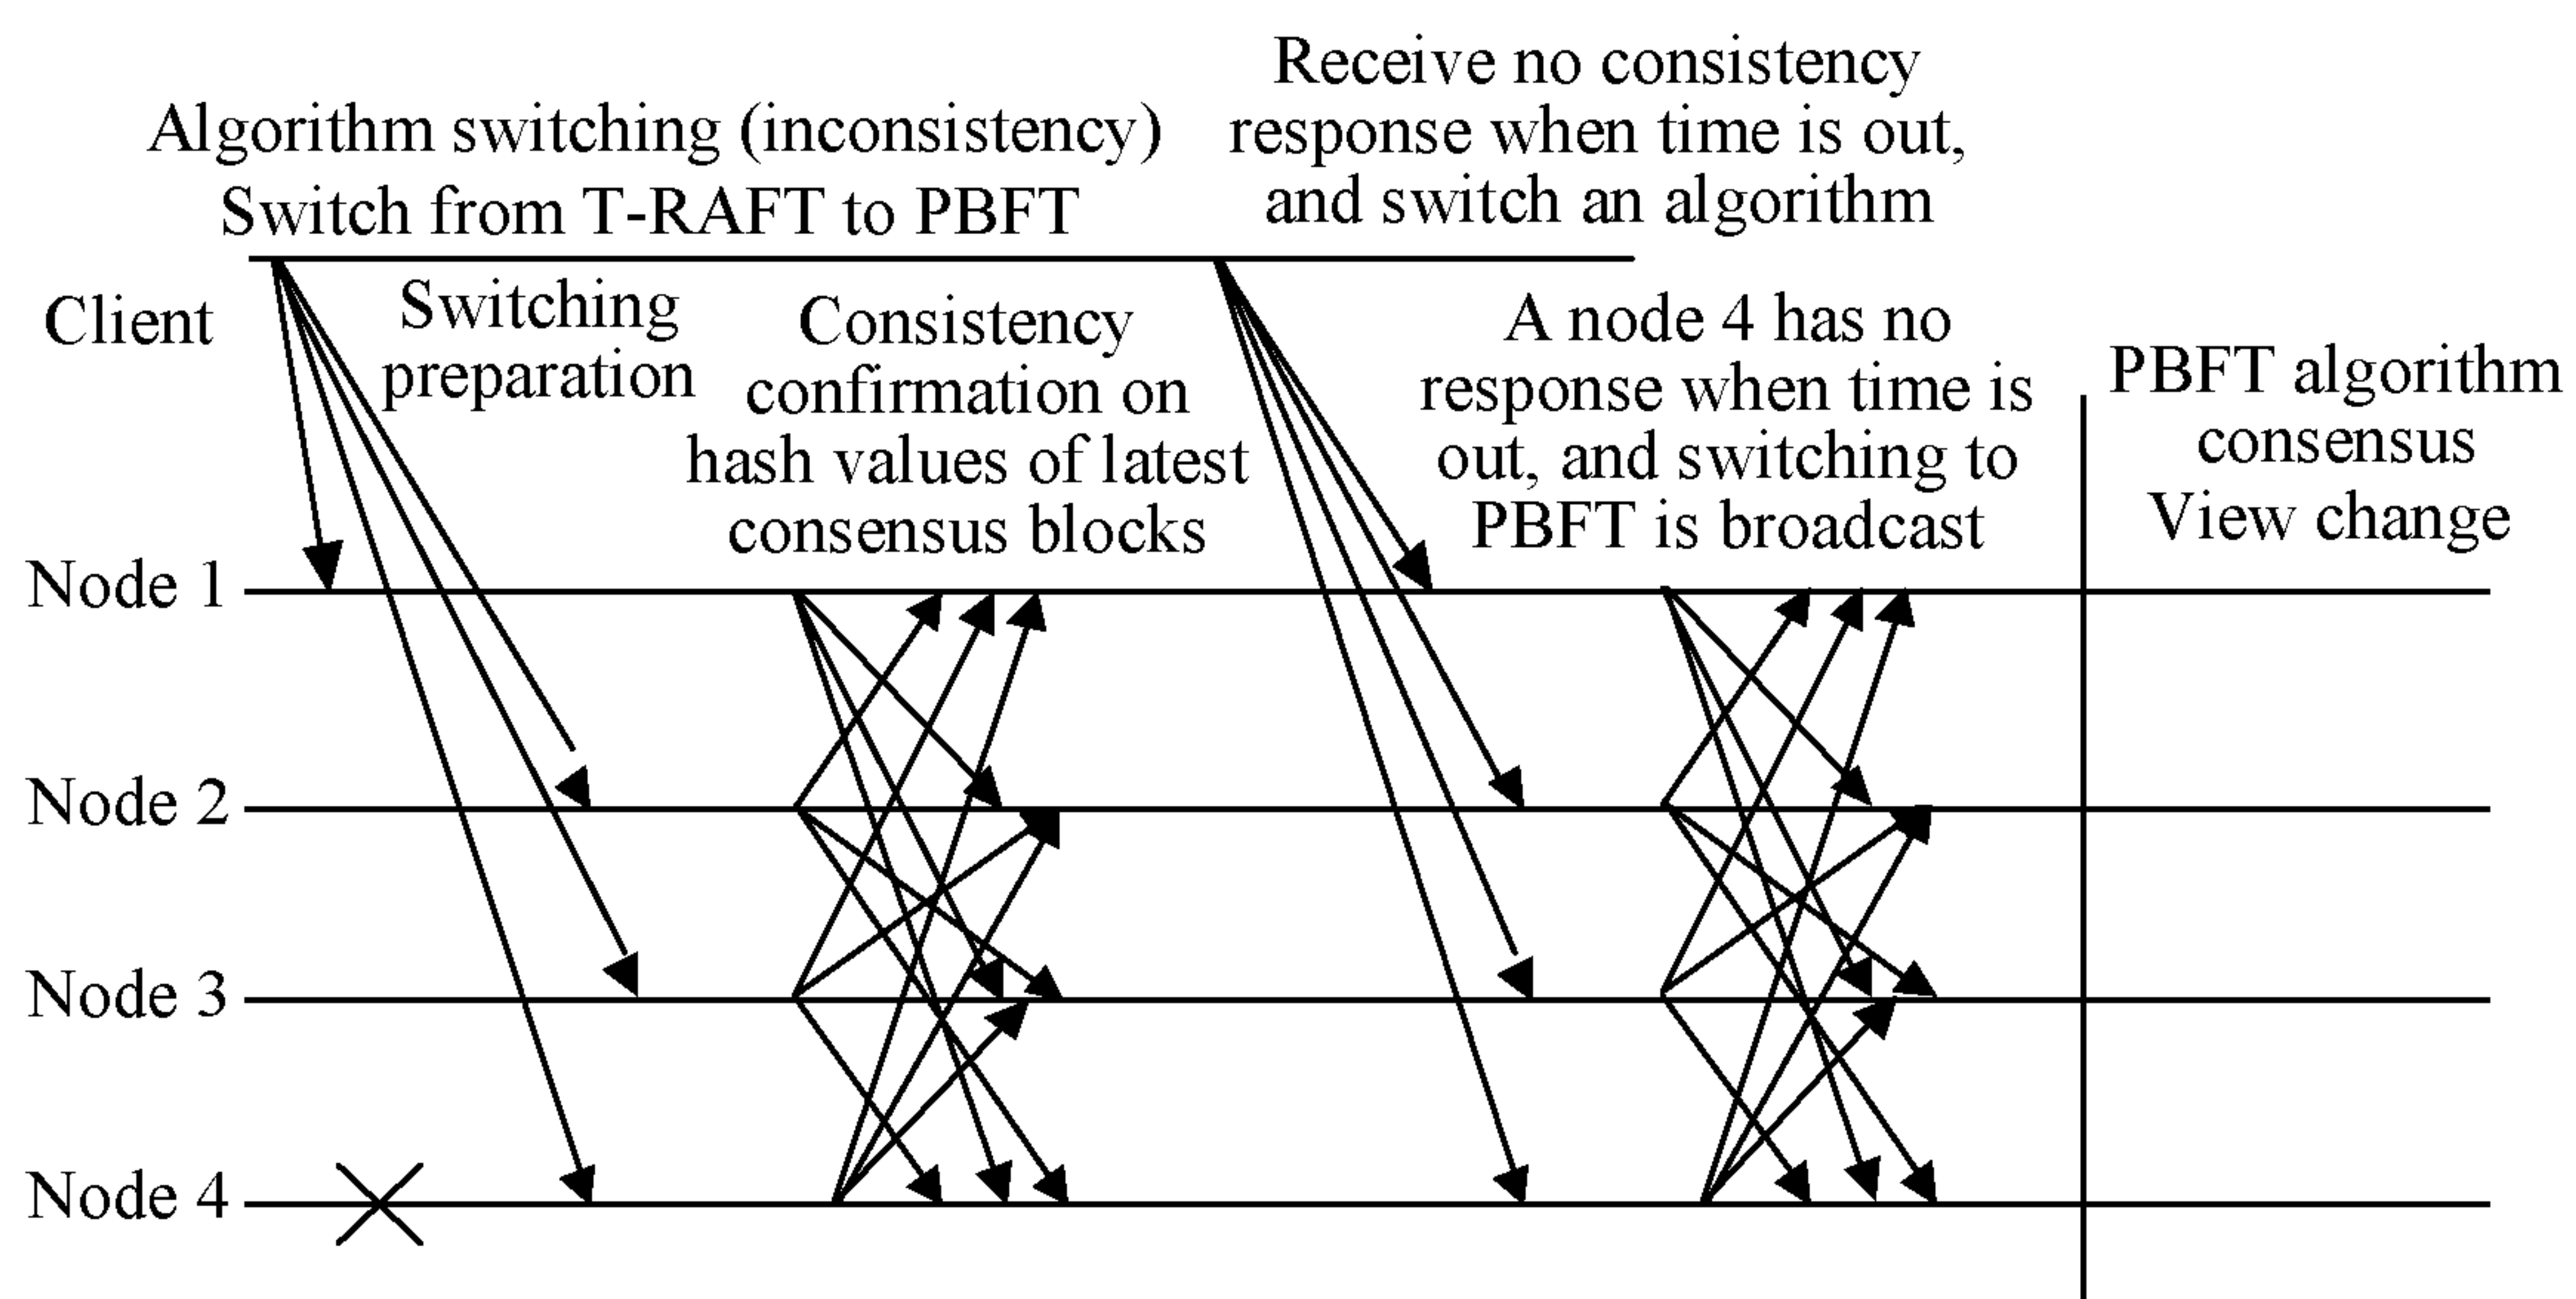 Algorithm switching (inconsistency)
Switch from T-RAFT to PBFT
Receive no consistency
response when time is out,
and switch an algorithm
Client
Switching
preparation
Consistency
confirmation on
hash values of latest
consensus blocks
A node 4 has no
response when time is
out, and switching to
PBFT is broadcast
PBFT algorithm
consensus
View change
Node 1
Node 2
Node 3
Node 4